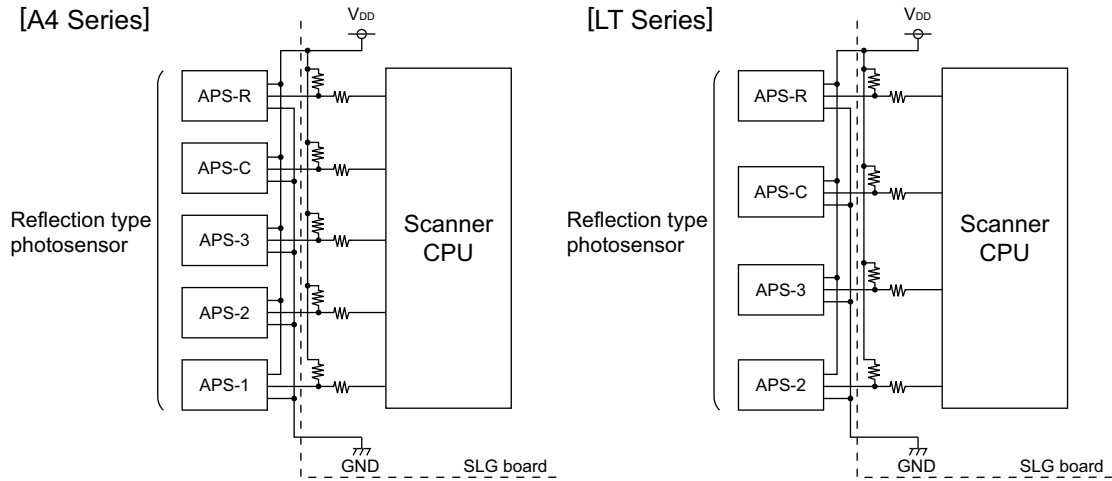 [A4 Series]
VDD
APS-R
APS-C
APS-3
APS-2
APS-1
Reflection type
photosensor
Scanner
CPU
GND
SLG board
[LT Series]
VDD
APS-R
APS-C
APS-3
APS-2
Reflection type
photosensor
Scanner
CPU
GND
SLG board